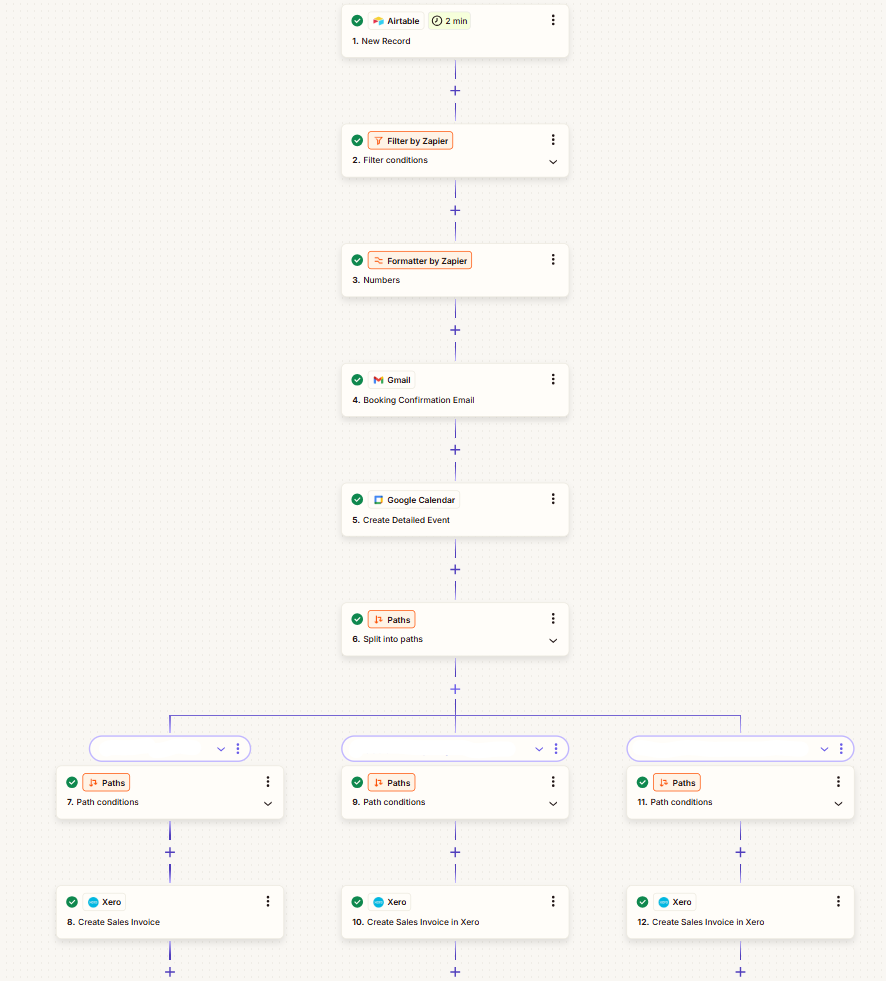 Airtable 2 min
1. New Record
Filter by Zapier
2. Filter conditions
Formatter by Zapier
3. Numbers
Gmail
4. Booking Confirmation Email
Google Calendar
5. Create Detailed Event
Paths
6. Split into paths
Paths
7. Path conditions
Paths
9. Path conditions
Paths
11. Path conditions
Xero
8. Create Sales Invoice
Xero
10. Create Sales Invoice in Xero
Xero
12. Create Sales Invoice in Xero